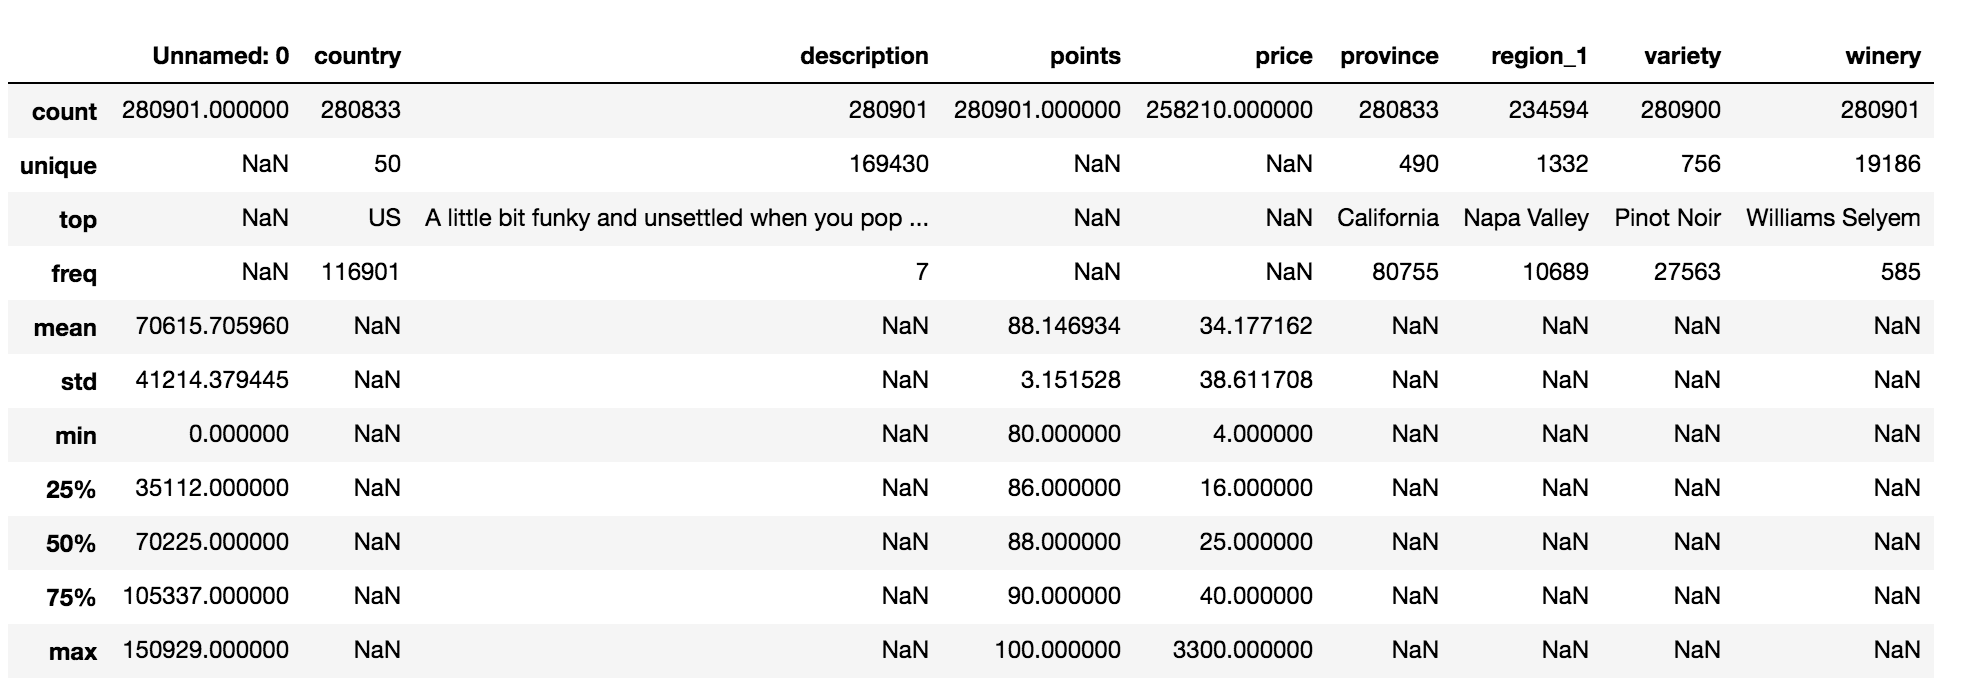 Unnamed: 0 country description points price province region_1 variety winery
count 280901.000000 280833 280901 280901.000000 258210.000000 280833 234594 280900 280901
unique NaN 50 169430 NaN NaN 490 1332 756 19186
top NaN US A little bit funky and unsettled when you pop ... NaN NaN California Napa Valley Pinot Noir Williams Selyem
freq NaN 116901 7 NaN NaN 80755 10689 27563 585
mean 70615.705960 NaN NaN 88.146934 34.177162 NaN NaN NaN NaN
std 41214.379445 NaN NaN 3.151528 38.611708 NaN NaN NaN NaN
min 0.000000 NaN NaN 80.000000 4.000000 NaN NaN NaN NaN
25% 35112.000000 NaN NaN 86.000000 16.000000 NaN NaN NaN NaN
50% 70225.000000 NaN NaN 88.000000 25.000000 NaN NaN NaN NaN
75% 105337.000000 NaN NaN 90.000000 40.000000 NaN NaN NaN NaN
max 150929.000000 NaN NaN 100.000000 3300.000000 NaN NaN NaN NaN